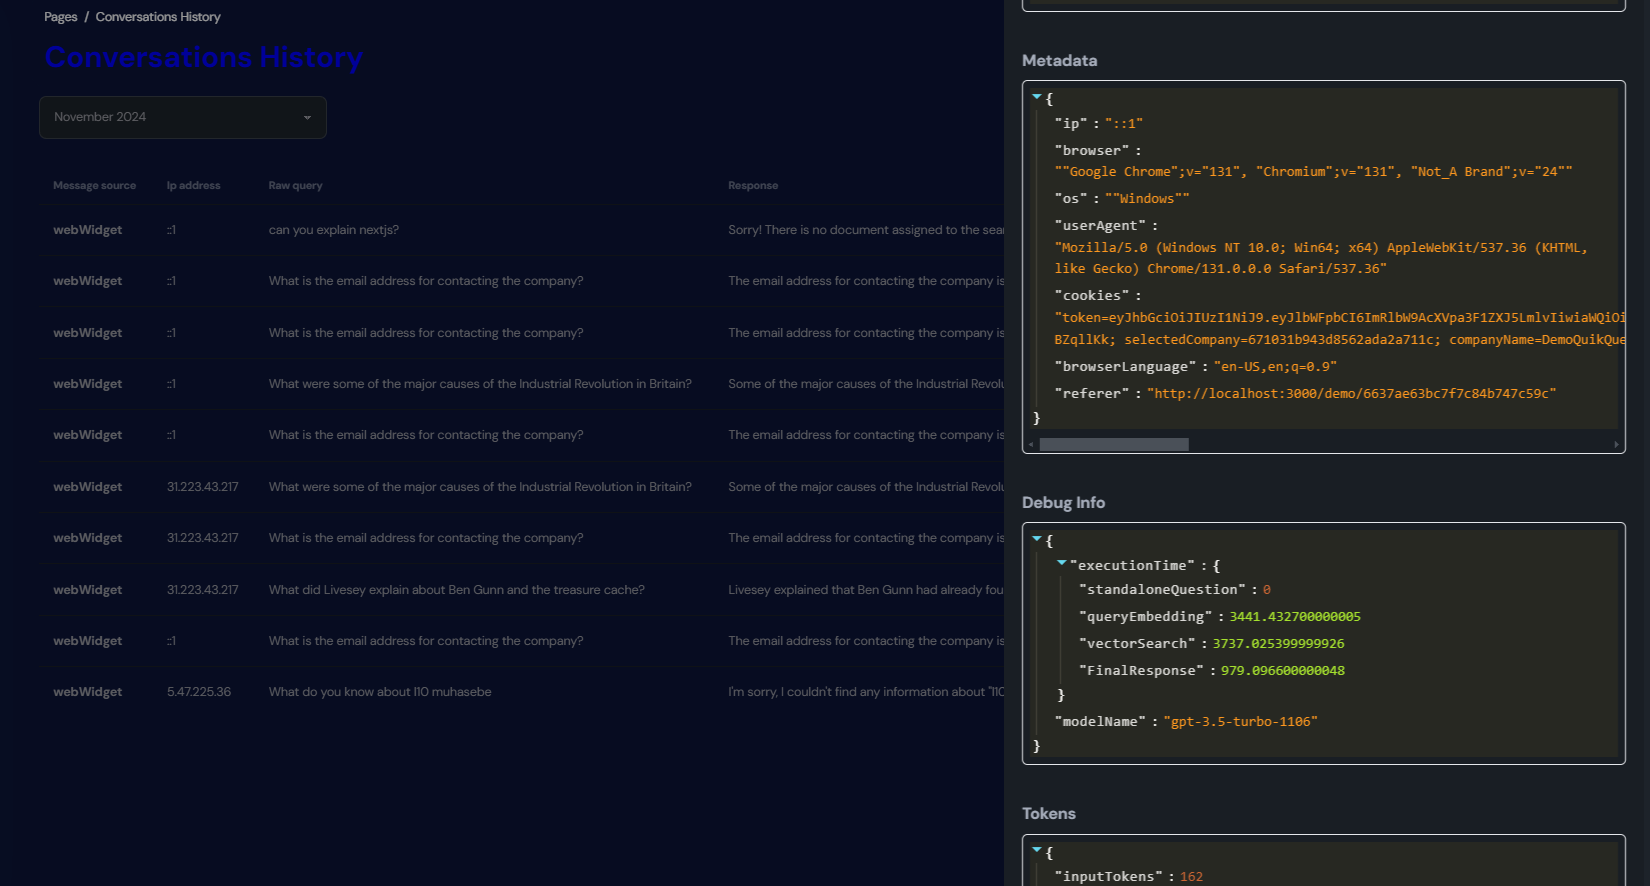 Pages / Conversations History
Conversations History
November 2024
Message source Ip address Raw query Response
webWidget ::1 can you explain nextjs? Sorry! There is no document assigned to the sear
webWidget ::1 What is the email address for contacting the company? The email address for contacting the company is
webWidget ::1 What is the email address for contacting the company? The email address for contacting the company is
webWidget ::1 What were some of the major causes of the Industrial Revolution in Britain? Some of the major causes of the Industrial Revolu
webWidget ::1 What is the email address for contacting the company? The email address for contacting the company is
webWidget 31.223.43.217 What were some of the major causes of the Industrial Revolution in Britain? Some of the major causes of the Industrial Revolu
webWidget 31.223.43.217 What is the email address for contacting the company? The email address for contacting the company is
webWidget 31.223.43.217 What did Livesey explain about Ben Gunn and the treasure cache? Livesey explained that Ben Gunn had already fou
webWidget ::1 What is the email address for contacting the company? The email address for contacting the company is
webWidget 5.47.225.36 What do you know about l10 muhasebe I'm sorry, I couldn't find any information about "l10
Metadata
{
"ip" : "::1"
"browser" :
""Google Chrome";v="131", "Chromium";v="131", "Not_A Brand";v="24""
"os" : ""Windows""
"userAgent" :
"Mozilla/5.0 (Windows NT 10.0; Win64; x64) AppleWebKit/537.36 (KHTML,
like Gecko) Chrome/131.0.0.0 Safari/537.36"
"cookies" :
"token=eyJhbGciOiJIUzI1NiJ9.eyJlbWFpbCI6ImRlbW9AcXVpa3F1ZXJ5LmlvIiwiaWQiOi
BZqllKk; selectedCompany=671031b943d8562ada2a711c; companyName=DemoQuikQue
"browserLanguage" : "en-US,en;q=0.9"
"referer" : "http://localhost:3000/demo/6637ae63bc7f7c84b747c59c"
}
Debug Info
{
"executionTime" : {
"standaloneQuestion" : 0
"queryEmbedding" : 3441.432700000005
"vectorSearch" : 3737.025399999926
"FinalResponse" : 979.096600000048
}
"modelName" : "gpt-3.5-turbo-1106"
}
Tokens
{
"inputTokens" : 162